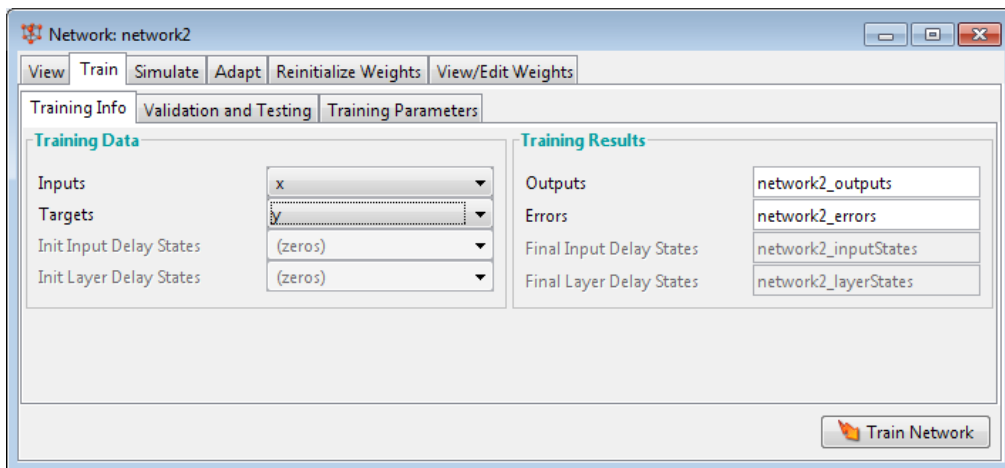 Network: network2
View Train Simulate Adapt Reinitialize Weights View/Edit Weights
Training Info Validation and Testing Training Parameters
Training Data
Inputs x
Targets y
Init Input Delay States (zeros)
Init Layer Delay States (zeros)
Training Results
Outputs network2_outputs
Errors network2_errors
Final Input Delay States network2_inputStates
Final Layer Delay States network2_layerStates
Train Network